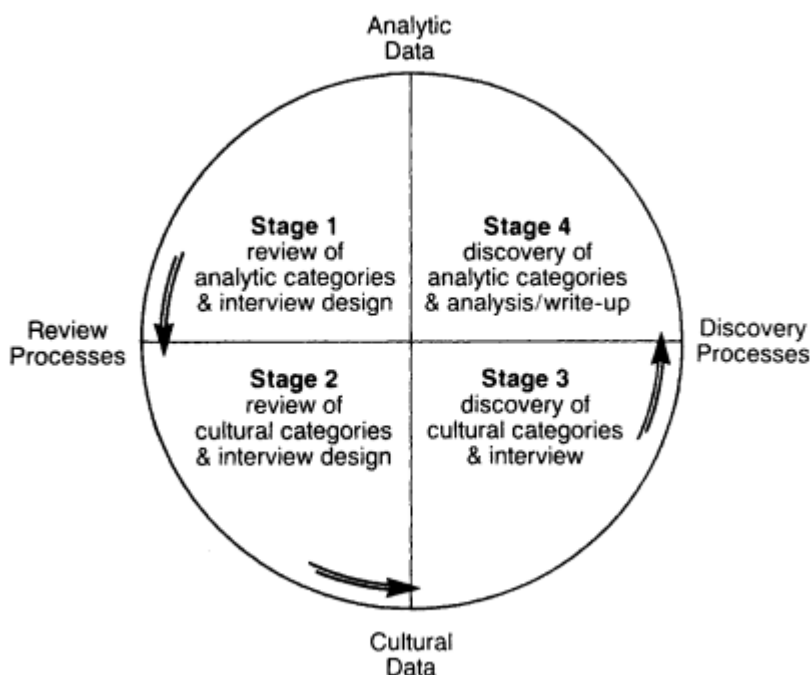 Analytic
Data
Stage 1
review of
analytic categories
& interview design
Stage 4
discovery of
analytic categories
& analysis/write-up
Review
Processes
Discovery
Processes
Stage 2
review of
cultural categories
& interview design
Stage 3
discovery of
cultural categories
& interview
Cultural
Data